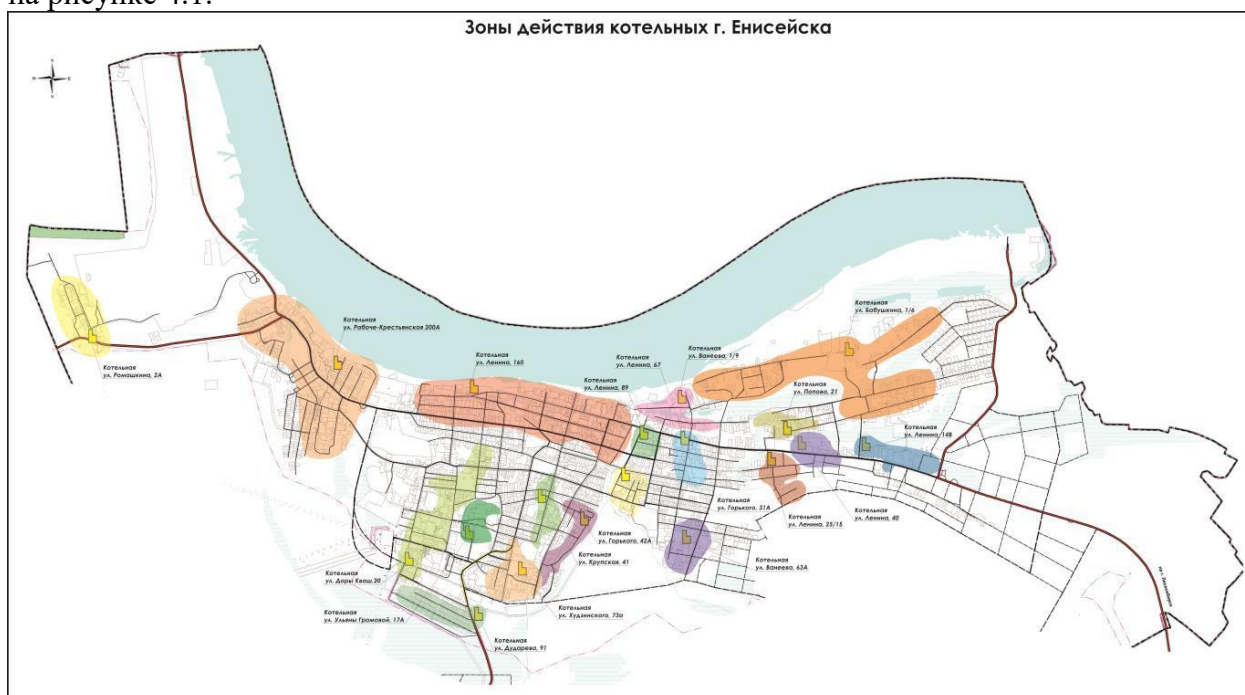 на рисунке 4.1.
Зоны действия котельных г. Енисейска
Котельная
ул. Бабушкина, 1/6
Котельная
ул. Рабоче-Крестьянская 200А
Котельная
ул. Ванеева, 1/9
Котельная
ул. Ленина, 160
Котельная
ул. Ленина, 67
Котельная
ул. Ромашкина, 2А
Котельная
ул. Ленина, 89
Котельная
ул. Попова, 21
Котельная
ул. Ленина, 14В
Котельная
ул. Горького, 31А
Котельная
ул. Ленина, 40
Котельная
ул. Ленина, 25/15
Котельная
ул. Горького, 42А
Котельная
ул. Крупская, 41
Котельная
ул. Ванеева, 63А
Котельная
ул. Доры Кваш,20
Котельная
ул. Худзинского, 73а
Котельная
ул. Ульяны Громовой, 17А
Котельная
ул. Дударева, 91